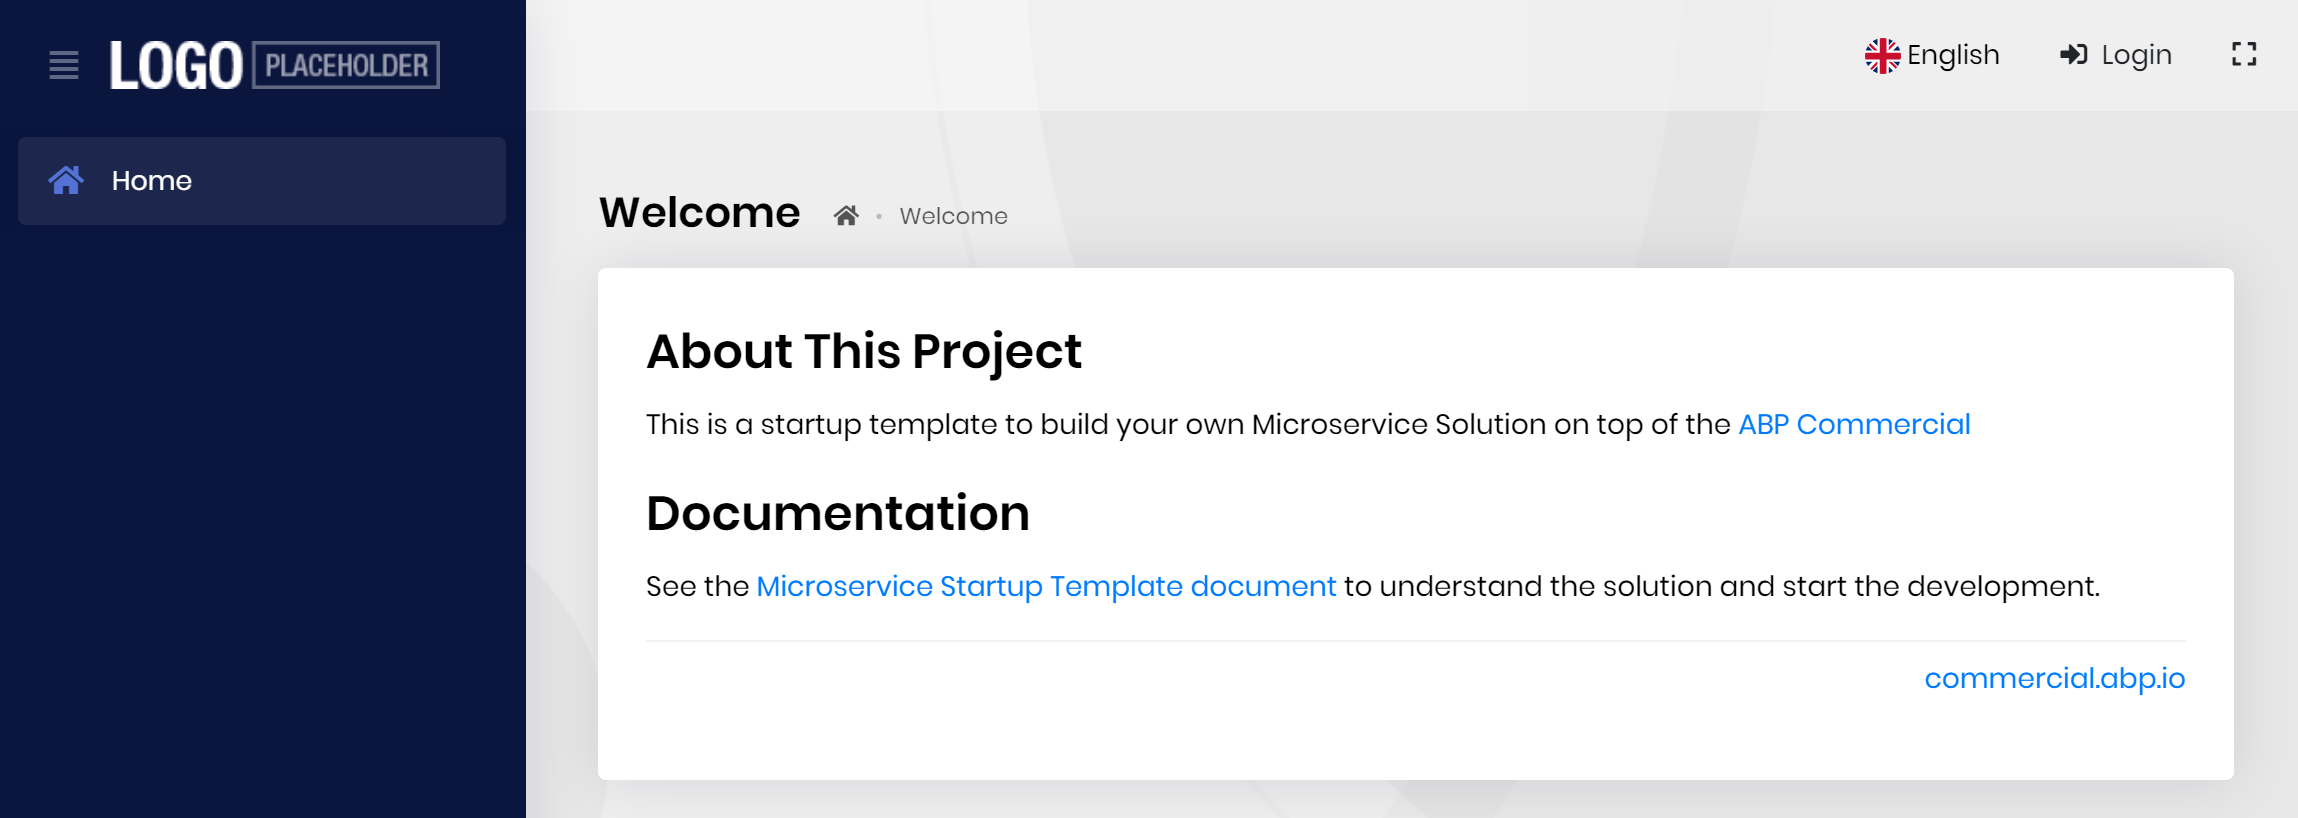 LOGO PLACEHOLDER
English
Login
Home
Welcome
Welcome
About This Project
This is a startup template to build your own Microservice Solution on top of the ABP Commercial
Documentation
See the Microservice Startup Template document to understand the solution and start the development.
commercial.abp.io